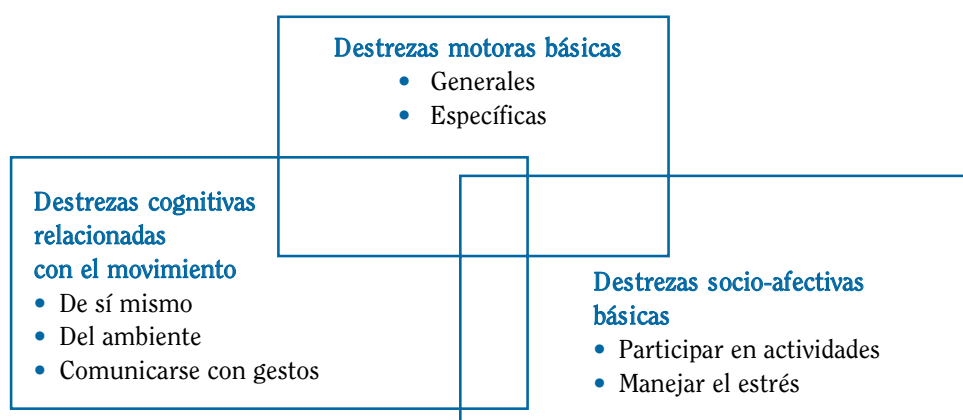 Destrezas motoras básicas
• Generales
• Específicas
Destrezas cognitivas
relacionadas
con el movimiento
• De sí mismo
• Del ambiente
• Comunicarse con gestos
Destrezas socio-afectivas
básicas
• Participar en actividades
• Manejar el estrés